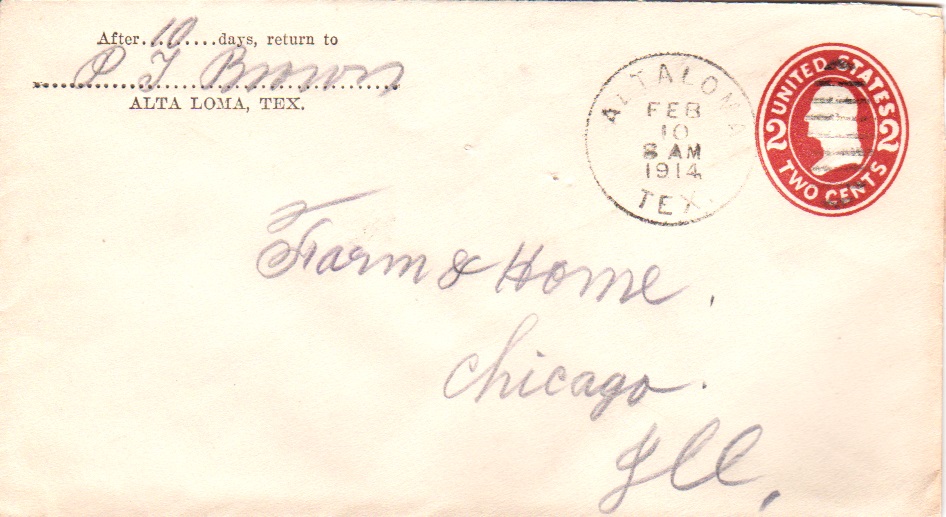 After 10 days, return to
P T Brown
ALTA LOMA, TEX.
ALTA LOMA
FEB
10
8 AM
1914
TEX.
UNITED STATES
2 2
TWO CENTS
Farm & Home,
Chicago.
Ill,